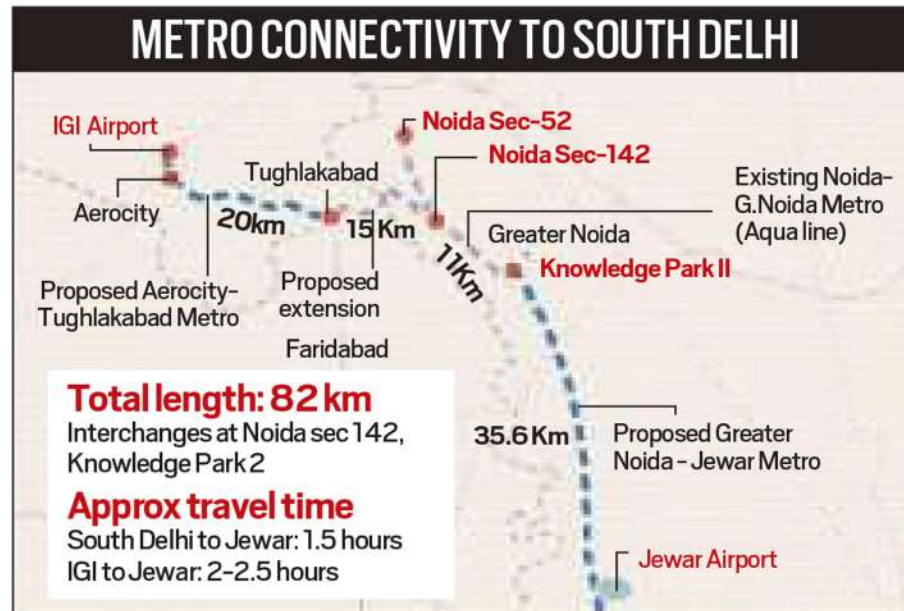 METRO CONNECTIVITY TO SOUTH DELHI
IGI Airport
Aerocity
Proposed Aerocity-
Tughlakabad Metro
20km
Tughlakabad
15 Km
Proposed
extension
Faridabad
Noida Sec-52
Noida Sec-142
Existing Noida-
G.Noida Metro
(Aqua line)
Greater Noida
11Km
Knowledge Park II
35.6 Km
Proposed Greater
Noida - Jewar Metro
Jewar Airport
Total length: 82 km
Interchanges at Noida sec 142,
Knowledge Park 2
Approx travel time
South Delhi to Jewar: 1.5 hours
IGI to Jewar: 2-2.5 hours